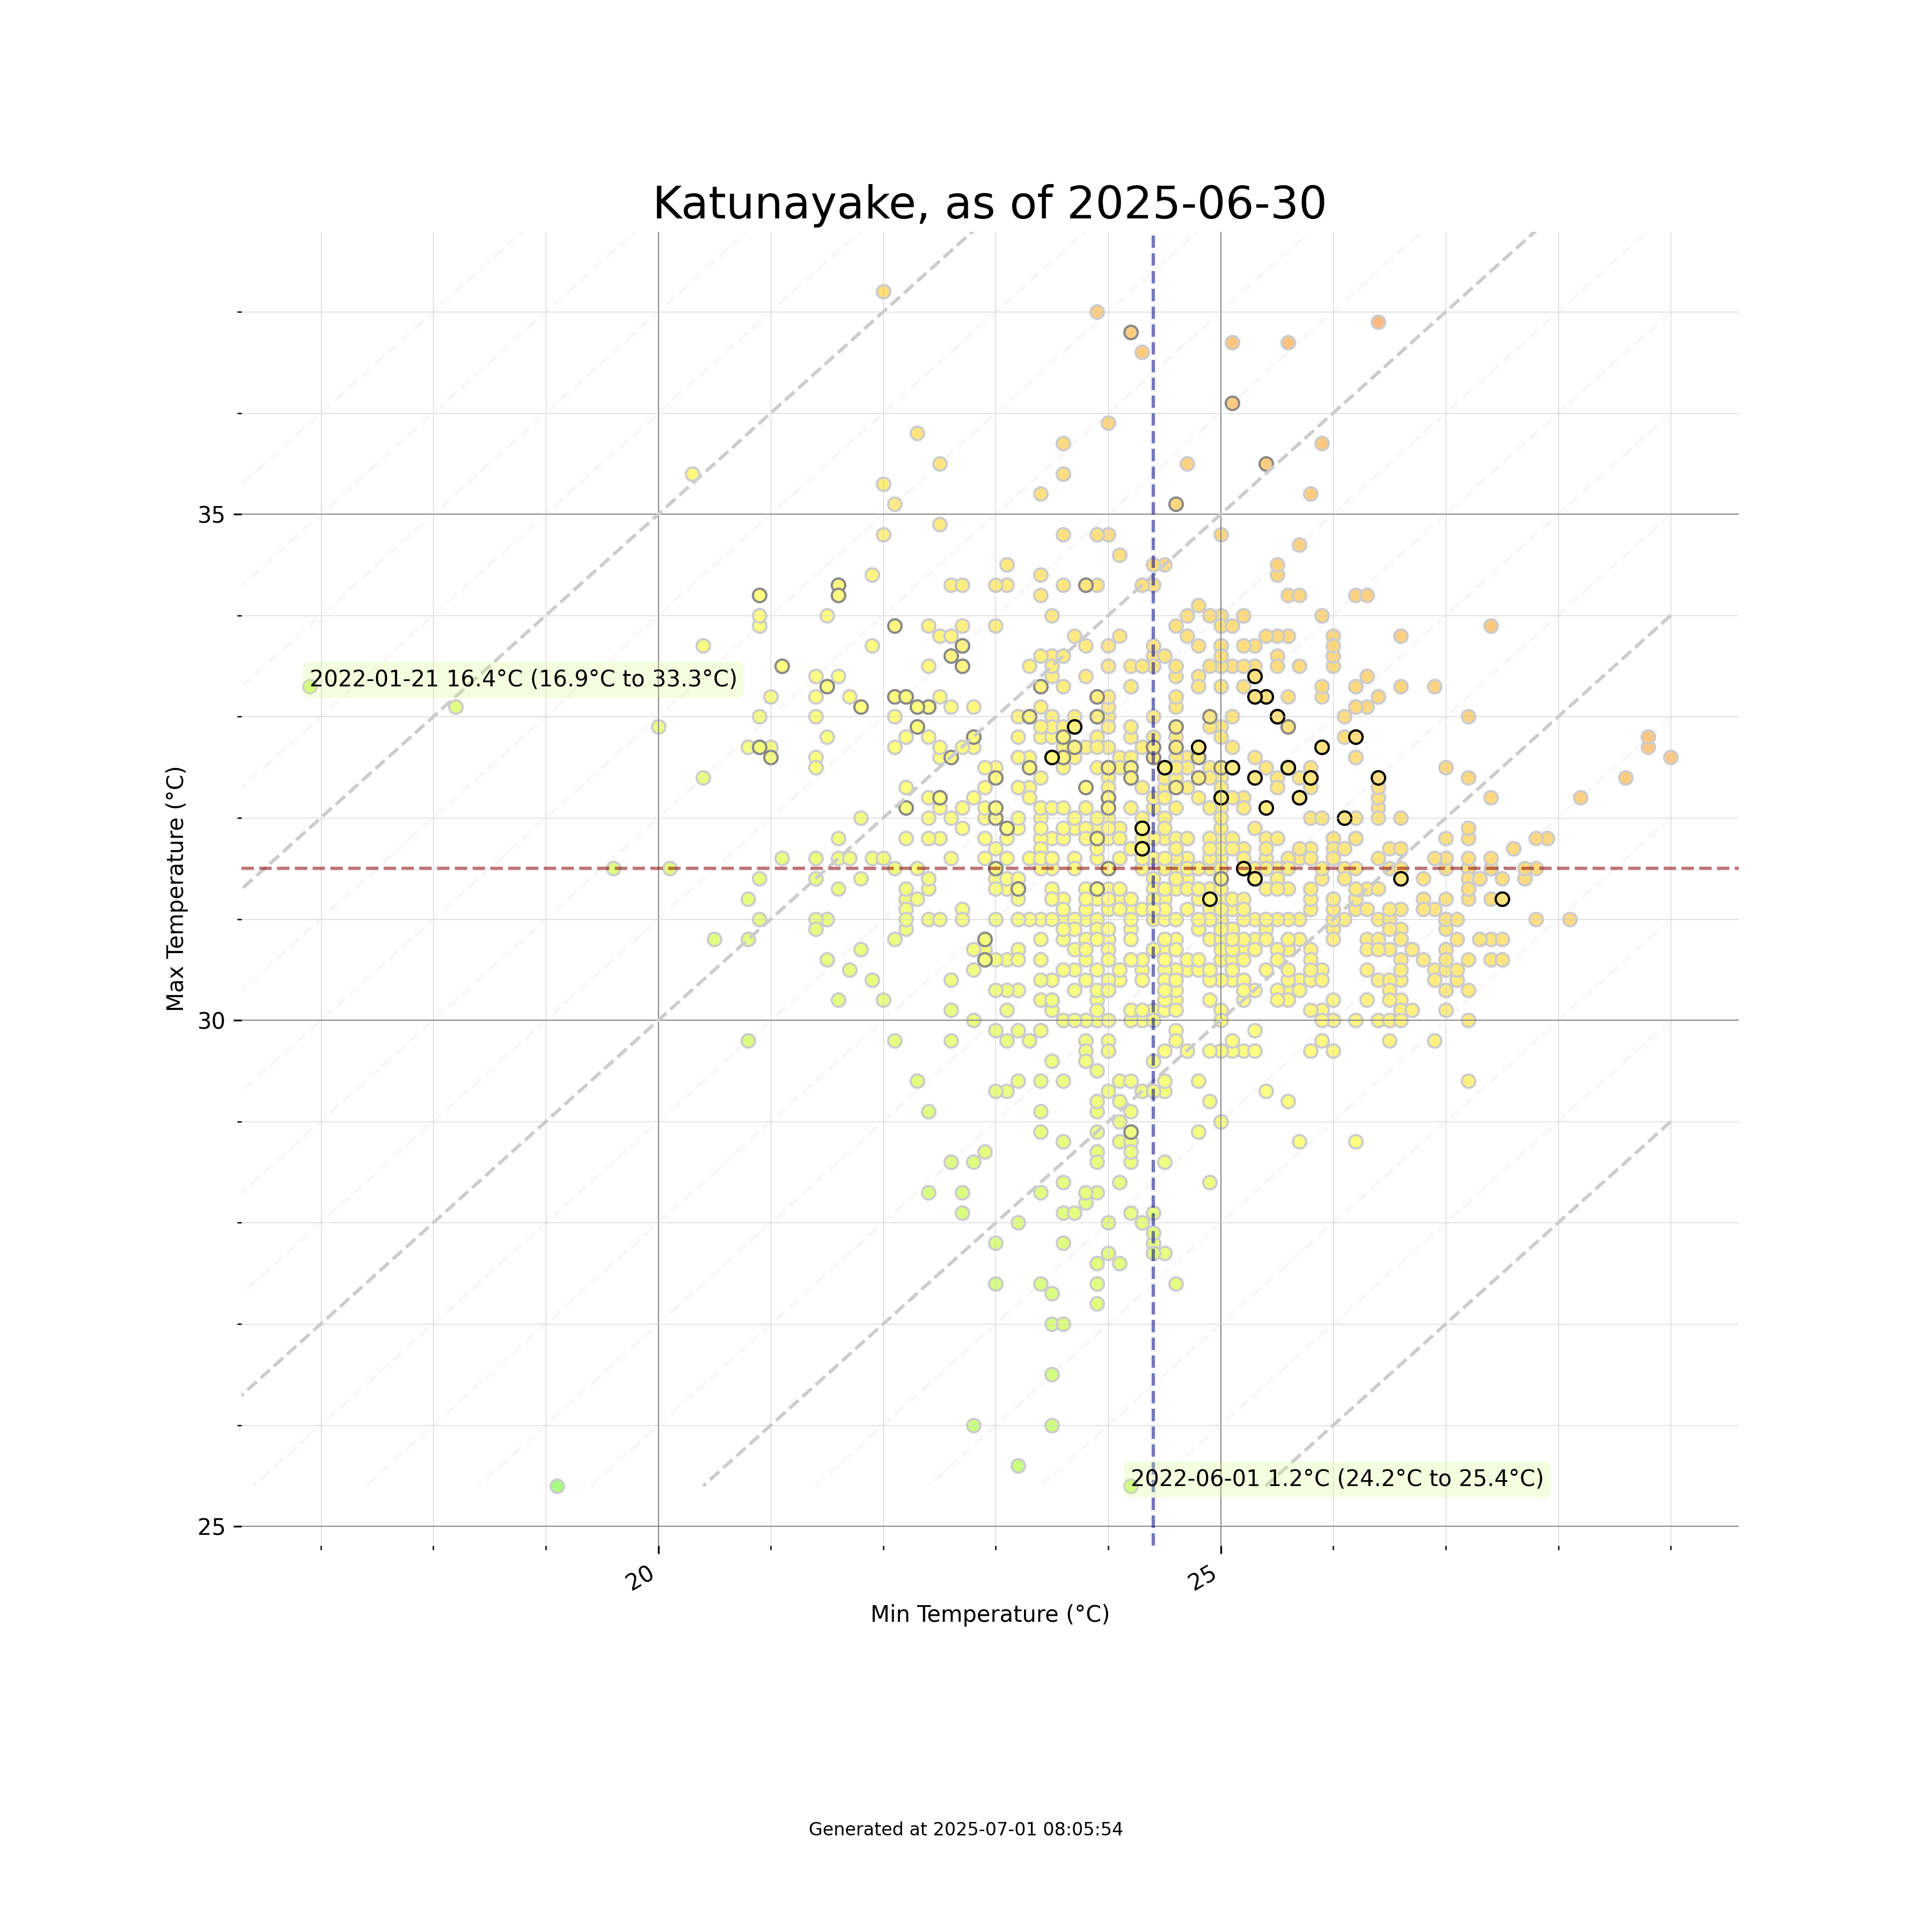 Katunayake, as of 2025-06-30
35
2022-01-21 16.4°C (16.9°C to 33.3°C)
Max Temperature (°C)
30
2022-06-01 1.2°C (24.2°C to 25.4°C)
25
20
25
Min Temperature (°C)
Generated at 2025-07-01 08:05:54